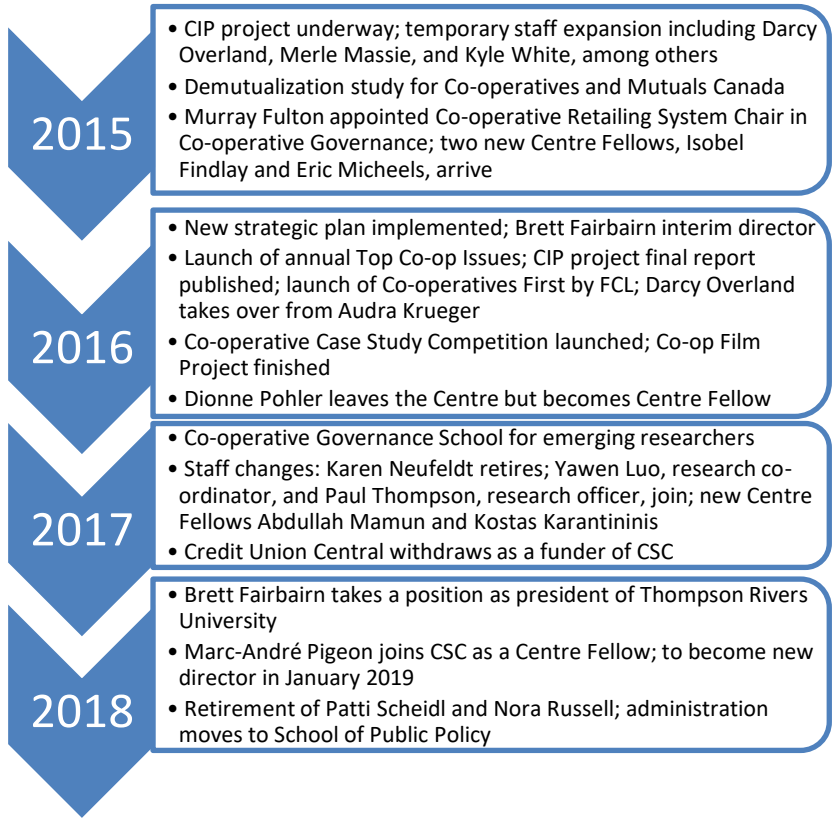 2015
• CIP project underway; temporary staff expansion including Darcy
Overland, Merle Massie, and Kyle White, among others
• Demutualization study for Co-operatives and Mutuals Canada
• Murray Fulton appointed Co-operative Retailing System Chair in
Co-operative Governance; two new Centre Fellows, Isobel
Findlay and Eric Micheels, arrive
2016
• New strategic plan implemented; Brett Fairbairn interim director
• Launch of annual Top Co-op Issues; CIP project final report
published; launch of Co-operatives First by FCL; Darcy Overland
takes over from Audra Krueger
• Co-operative Case Study Competition launched; Co-op Film
Project finished
• Dionne Pohler leaves the Centre but becomes Centre Fellow
2017
• Co-operative Governance School for emerging researchers
• Staff changes: Karen Neufeldt retires; Yawen Luo, research co-
ordinator, and Paul Thompson, research officer, join; new Centre
Fellows Abdullah Mamun and Kostas Karantininis
• Credit Union Central withdraws as a funder of CSC
2018
• Brett Fairbairn takes a position as president of Thompson Rivers
University
• Marc-André Pigeon joins CSC as a Centre Fellow; to become new
director in January 2019
• Retirement of Patti Scheidl and Nora Russell; administration
moves to School of Public Policy